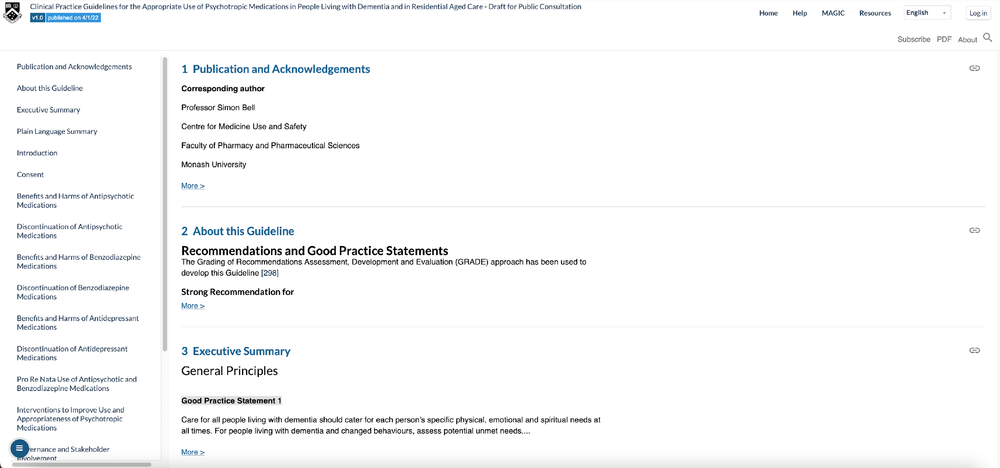 Clinical Practice Guidelines for the Appropriate Use of Psychotropic Medications in People Living with Dementia and in Residential Aged Care - Draft for Public Consultation
v1.0 published on 4/1/22
Home Help MAGIC Resources English Log in
Subscribe PDF About
Publication and Acknowledgements
About this Guideline
Executive Summary
Plain Language Summary
Introduction
Consent
Benefits and Harms of Antipsychotic
Medications
Discontinuation of Antipsychotic
Medications
Benefits and Harms of Benzodiazepine
Medications
Discontinuation of Benzodiazepine
Medications
Benefits and Harms of Antidepressant
Medications
Discontinuation of Antidepressant
Medications
Pro Re Nata Use of Antipsychotic and
Benzodiazepine Medications
Interventions to Improve Use and
Appropriateness of Psychotropic
Medications
and Stakeholder
1 Publication and Acknowledgements
Corresponding author
Professor Simon Bell
Centre for Medicine Use and Safety
Faculty of Pharmacy and Pharmaceutical Sciences
Monash University
More >
2 About this Guideline
Recommendations and Good Practice Statements
The Grading of Recommendations Assessment, Development and Evaluation (GRADE) approach has been used to
develop this Guideline [298]
Strong Recommendation for
More >
3 Executive Summary
General Principles
Good Practice Statement 1
Care for all people living with dementia should cater for each person's specific physical, emotional and spiritual needs at
all times. For people living with dementia and changed behaviours, assess potential unmet needs,...
More >